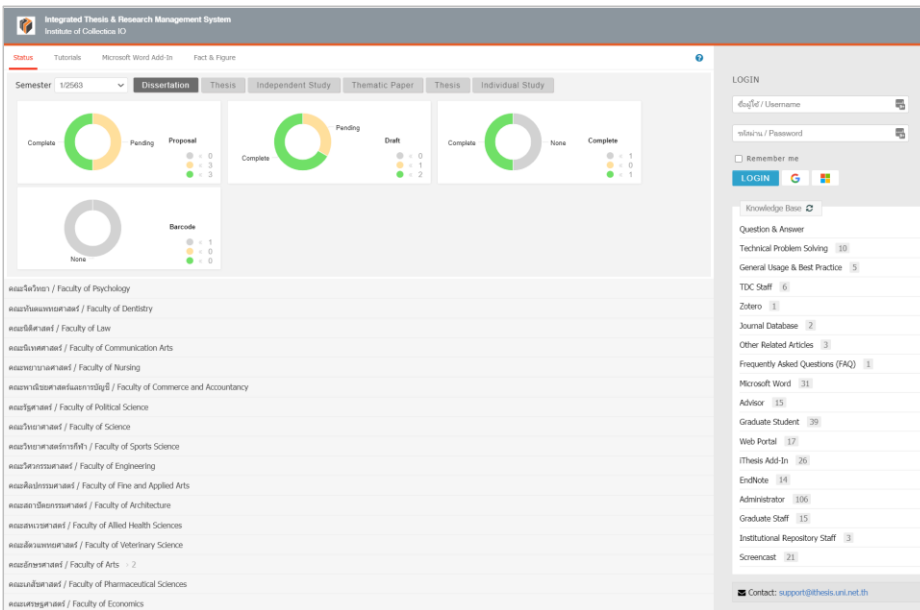 Integrated Thesis & Research Management System
Institute of Collectica IO
Status Tutorials Microsoft Word Add-In Fact & Figure
Semester 1/2563 Dissertation Thesis Independent Study Thematic Paper Thesis Individual Study
Complete Pending Proposal
× 0
× 3
× 3
Complete Pending Draft
× 0
× 1
× 2
Complete None Complete
× 1
× 0
× 1
None Barcode
× 1
× 0
× 0
คณะจิตวิทยา / Faculty of Psychology
คณะทันตแพทยศาสตร์ / Faculty of Dentistry
คณะนิติศาสตร์ / Faculty of Law
คณะนิเทศศาสตร์ / Faculty of Communication Arts
คณะพยาบาลศาสตร์ / Faculty of Nursing
คณะพาณิชยศาสตร์และการบัญชี / Faculty of Commerce and Accountancy
คณะรัฐศาสตร์ / Faculty of Political Science
คณะวิทยาศาสตร์ / Faculty of Science
คณะวิทยาศาสตร์การกีฬา / Faculty of Sports Science
คณะวิศวกรรมศาสตร์ / Faculty of Engineering
คณะศิลปกรรมศาสตร์ / Faculty of Fine and Applied Arts
คณะสถาปัตยกรรมศาสตร์ / Faculty of Architecture
คณะสหเวชศาสตร์ / Faculty of Allied Health Sciences
คณะสัตวแพทยศาสตร์ / Faculty of Veterinary Science
คณะอักษรศาสตร์ / Faculty of Arts × 2
คณะเภสัชศาสตร์ / Faculty of Pharmaceutical Sciences
คณะเศรษฐศาสตร์ / Faculty of Economics
LOGIN
ชื่อผู้ใช้ / Username
รหัสผ่าน / Password
Remember me
LOGIN G
Knowledge Base
Question & Answer
Technical Problem Solving 10
General Usage & Best Practice 5
TDC Staff 6
Zotero 1
Journal Database 2
Other Related Articles 3
Frequently Asked Questions (FAQ) 1
Microsoft Word 31
Advisor 15
Graduate Student 39
Web Portal 17
iThesis Add-In 26
EndNote 14
Administrator 106
Graduate Staff 15
Institutional Repository Staff 3
Screencast 21
Contact: support@ithesis.uni.net.th